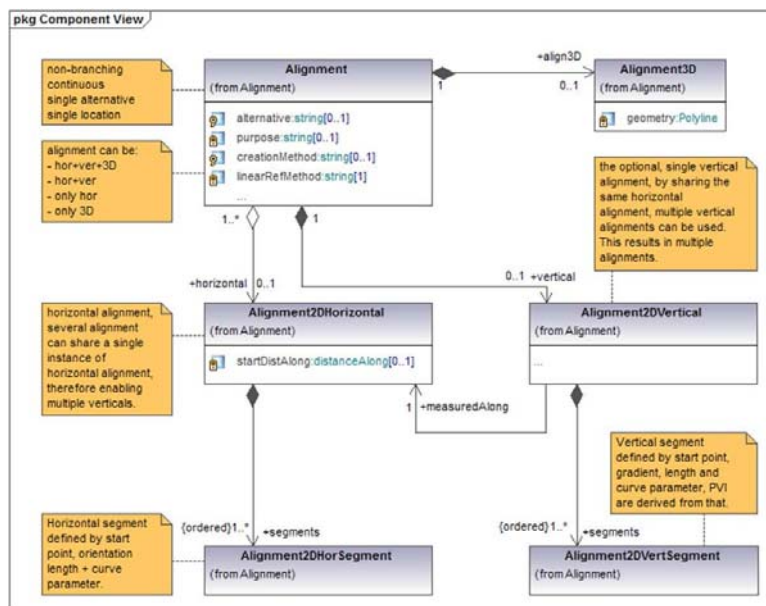 pkg Component View
non-branching
continuous
single alternative
single location
alignment can be:
- hor+ver+3D
- hor+ver
- only hor
- only 3D
Alignment
(from Alignment)
alternative:string[0..1]
purpose:string[0..1]
creationMethod:string[0..1]
linearRefMethod:string[1]
...
1
+align3D
0..1
Alignment3D
(from Alignment)
geometry:Polyline
the optional, single vertical
alignment, by sharing the
same horizontal
alignment, multiple vertical
alignments can be used.
This results in multiple
alignments.
1..*
1
+horizontal
0..1
0..1
+vertical
horizontal alignment,
several alignment
can share a single
instance of
horizontal alignment,
therefore enabling
multiple verticals.
Alignment2DHorizontal
(from Alignment)
startDistAlong:distanceAlong[0..1]
Alignment2DVertical
(from Alignment)
...
1
+measuredAlong
Vertical segment
defined by start point,
gradient, length and
curve parameter, PVI
are derived from that.
Horizontal segment
defined by start
point, orientation
length + curve
parameter.
{ordered}1..*
+segments
Alignment2DHorSegment
(from Alignment)
{ordered}1..*
+segments
Alignment2DVertSegment
(from Alignment)